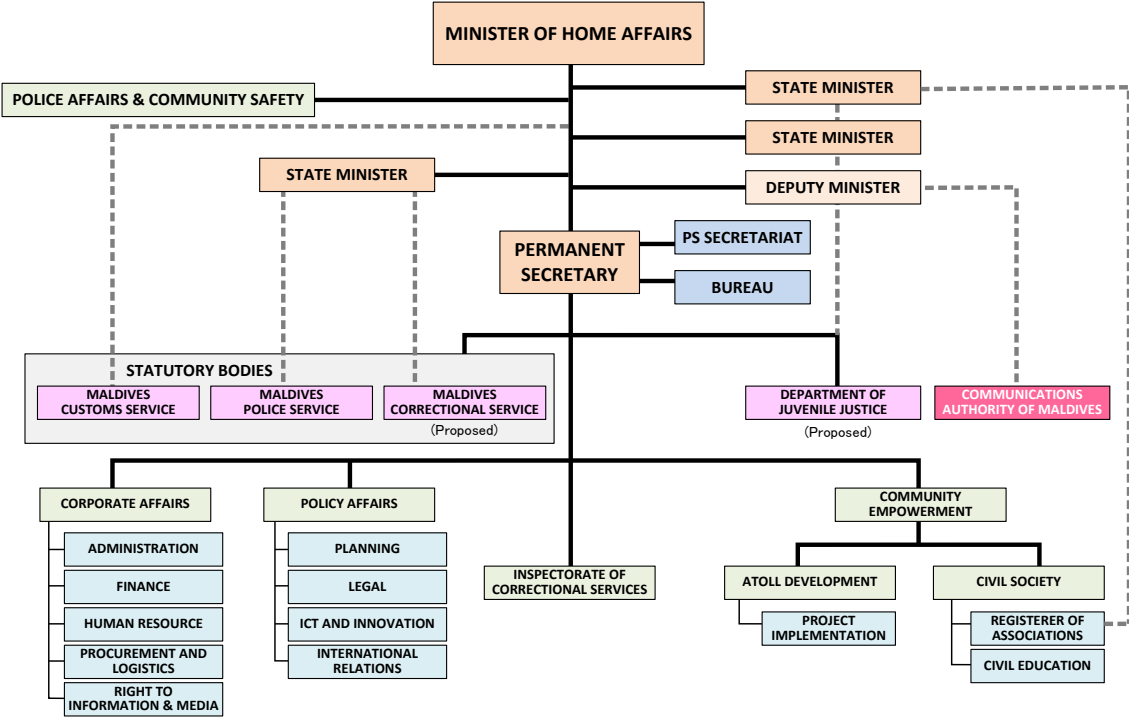 MINISTER OF HOME AFFAIRS
POLICE AFFAIRS & COMMUNITY SAFETY
STATE MINISTER
STATE MINISTER
STATE MINISTER
DEPUTY MINISTER
PERMANENT
SECRETARY
PS SECRETARIAT
BUREAU
STATUTORY BODIES
MALDIVES
CUSTOMS SERVICE
MALDIVES
POLICE SERVICE
MALDIVES
CORRECTIONAL SERVICE
(Proposed)
DEPARTMENT OF
JUVENILE JUSTICE
(Proposed)
COMMUNICATIONS
AUTHORITY OF MALDIVES
CORPORATE AFFAIRS
ADMINISTRATION
FINANCE
HUMAN RESOURCE
PROCUREMENT AND
LOGISTICS
RIGHT TO
INFORMATION & MEDIA
POLICY AFFAIRS
PLANNING
LEGAL
ICT AND INNOVATION
INTERNATIONAL
RELATIONS
INSPECTORATE OF
CORRECTIONAL SERVICES
COMMUNITY
EMPOWERMENT
ATOLL DEVELOPMENT
PROJECT
IMPLEMENTATION
CIVIL SOCIETY
REGISTERER OF
ASSOCIATIONS
CIVIL EDUCATION